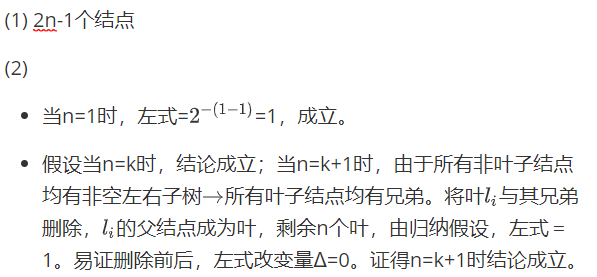 (1) 2n-1个结点
(2)
• 当n=1时，左式=2^{-(1-1)}=1，成立。
• 假设当n=k时，结论成立；当n=k+1时，由于所有非叶子结点
均有非空左右子树→所有叶子结点均有兄弟。将叶l_i与其兄弟
删除，l_i的父结点成为叶，剩余n个叶，由归纳假设，左式 =
1。易证删除前后，左式改变量Δ=0。证得n=k+1时结论成立。